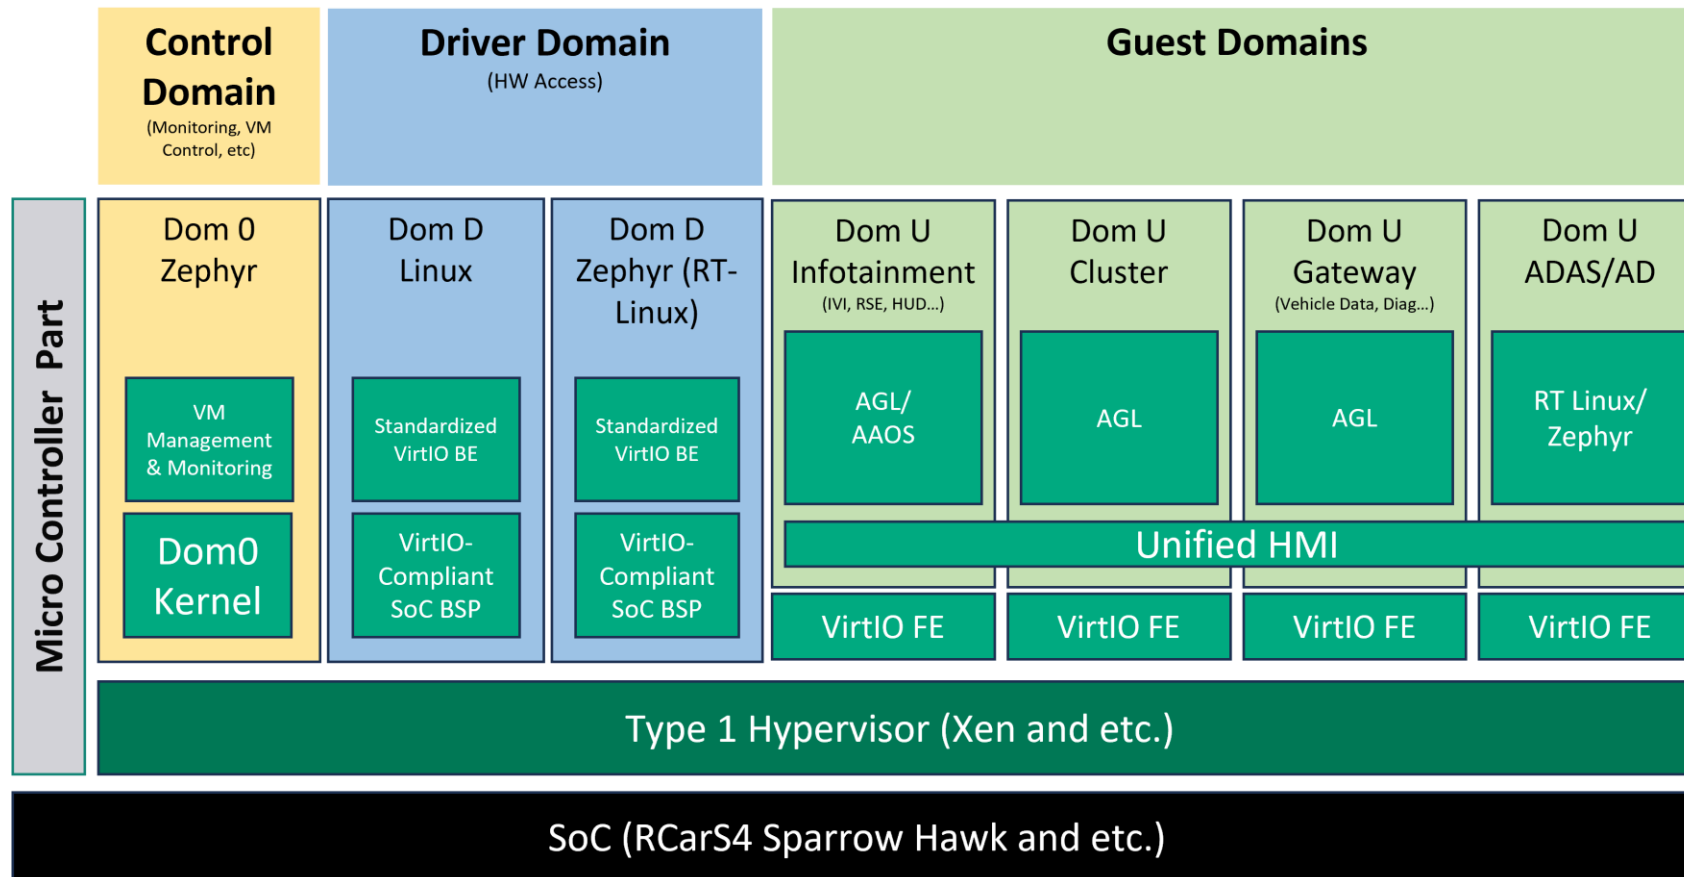 Control
Domain
(Monitoring, VM
Control, etc)
Driver Domain
(HW Access)
Guest Domains
Micro Controller Part
Dom 0
Zephyr
VM
Management
& Monitoring
Dom0
Kernel
Dom D
Linux
Standardized
VirtIO BE
VirtIO-
Compliant
SoC BSP
Dom D
Zephyr (RT-
Linux)
Standardized
VirtIO BE
VirtIO-
Compliant
SoC BSP
Dom U
Infotainment
(IVI, RSE, HUD...)
AGL/
AAOS
Dom U
Cluster
AGL
Dom U
Gateway
(Vehicle Data, Diag...)
AGL
Dom U
ADAS/AD
RT Linux/
Zephyr
Unified HMI
VirtIO FE
VirtIO FE
VirtIO FE
VirtIO FE
Type 1 Hypervisor (Xen and etc.)
SoC (RCarS4 Sparrow Hawk and etc.)